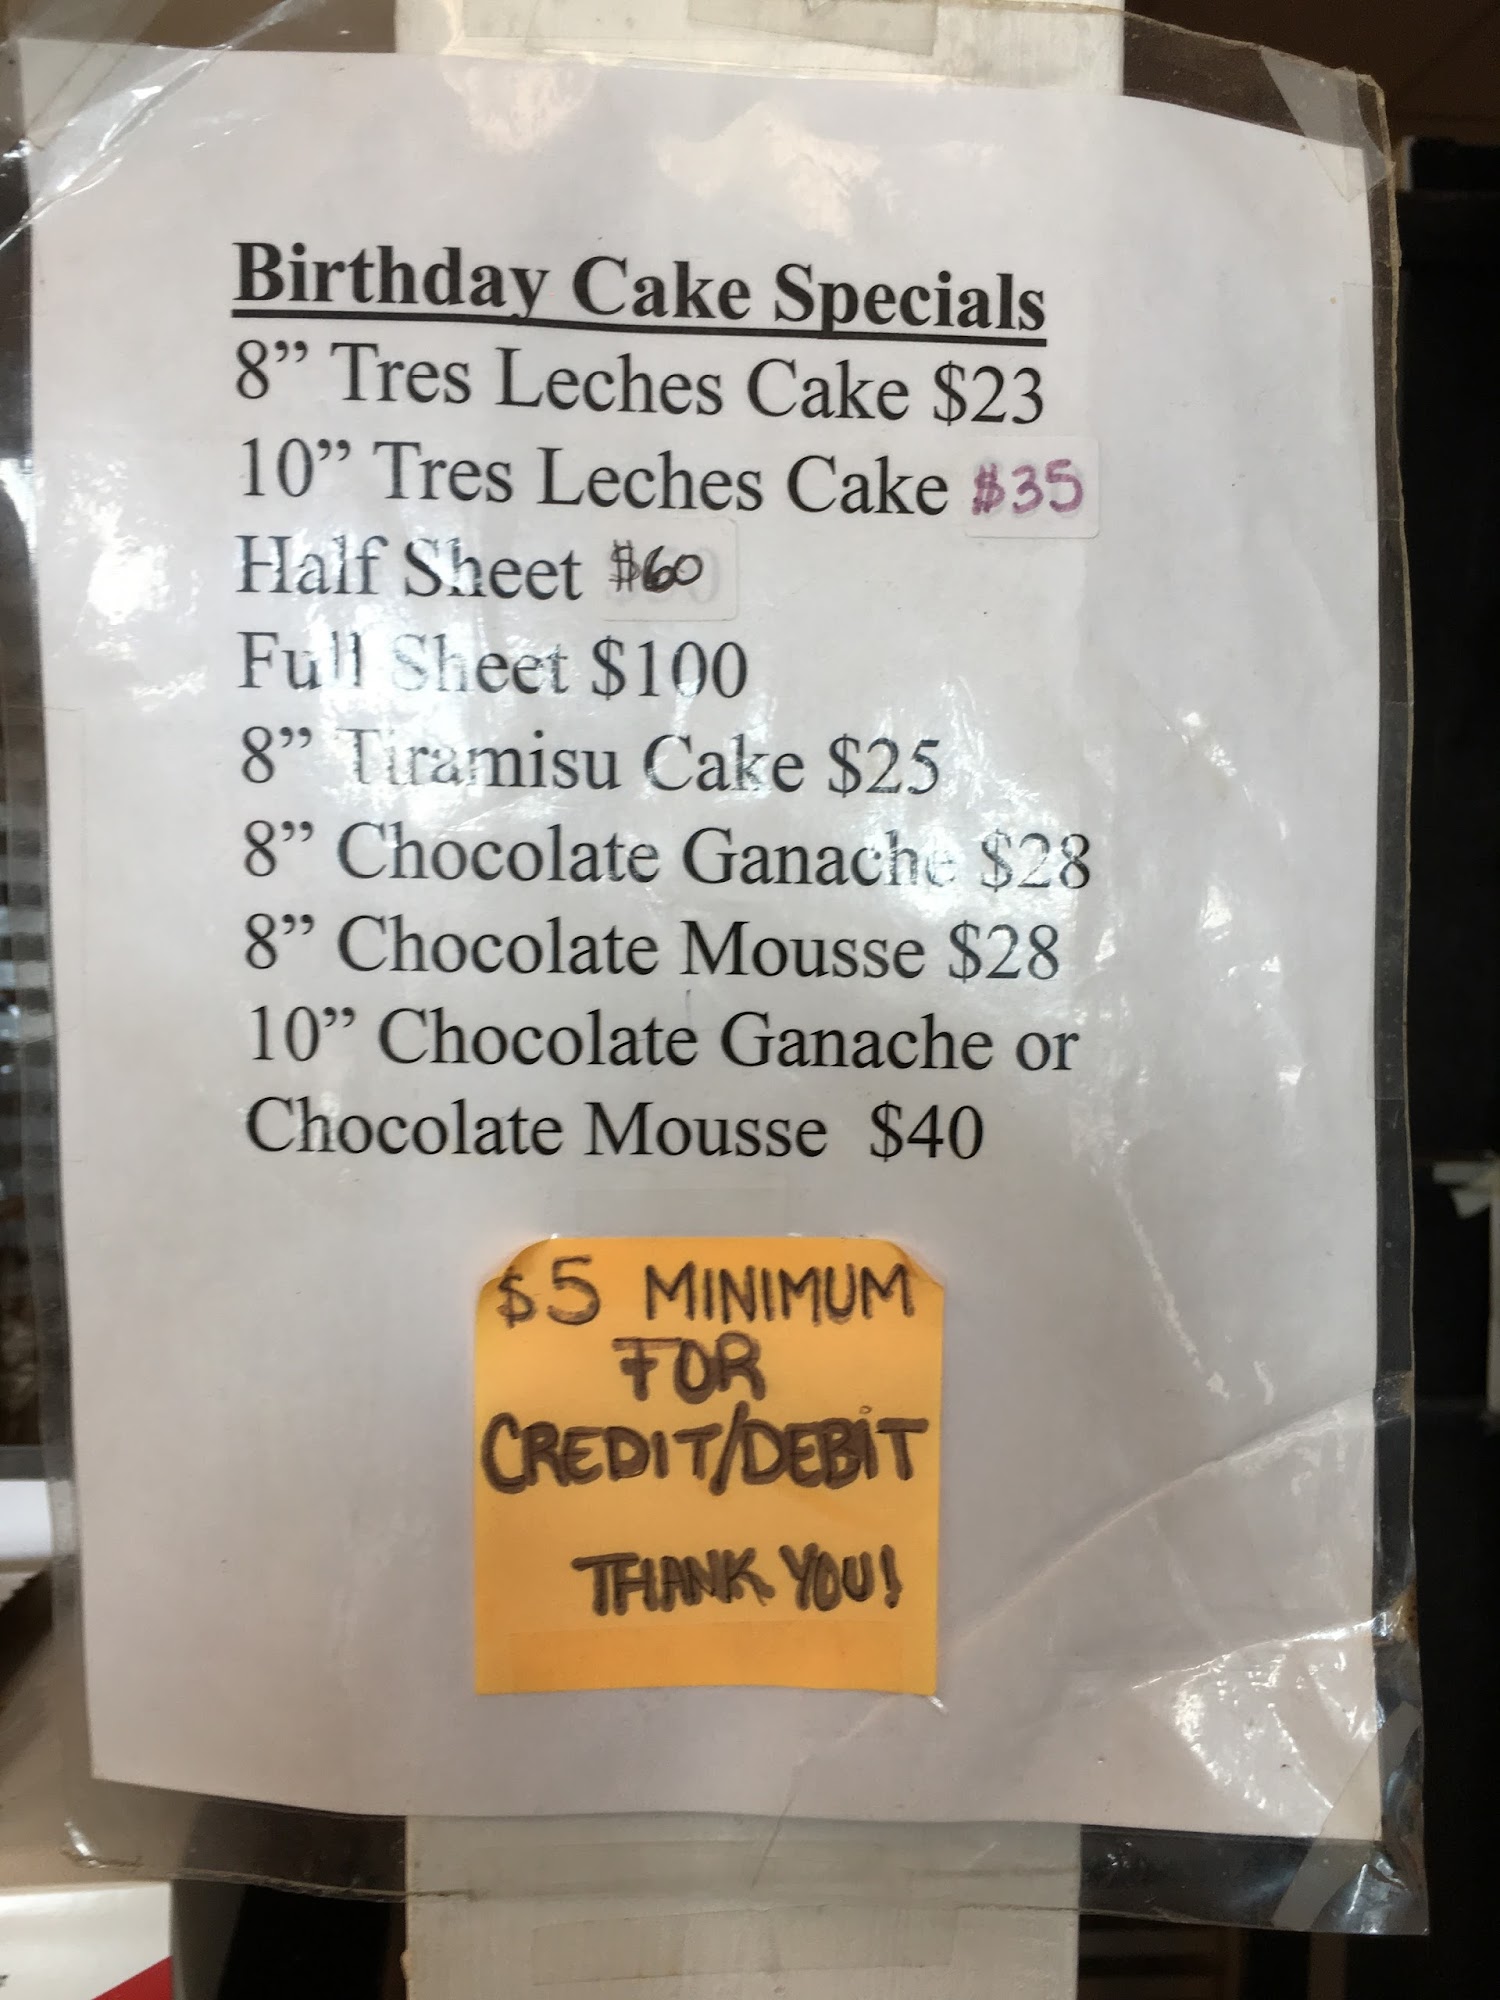 Birthday Cake Specials
8” Tres Leches Cake $23
10” Tres Leches Cake $35
Half Sheet $60
Full Sheet $100
8” Tiramisu Cake $25
8” Chocolate Ganache $28
8” Chocolate Mousse $28
10” Chocolate Ganache or
Chocolate Mousse $40
$5 MINIMUM
FOR
CREDIT/DEBIT
THANK YOU!